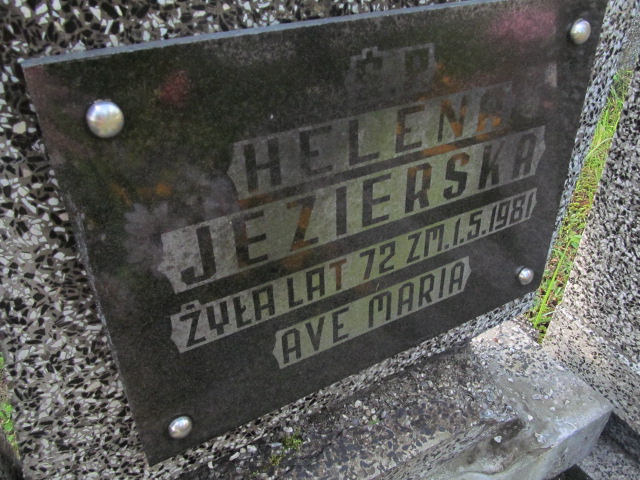 Ś.P.
HELENA
JEZIERSKA
ŻYŁA LAT 72 ZM.1.5.1981
AVE MARIA